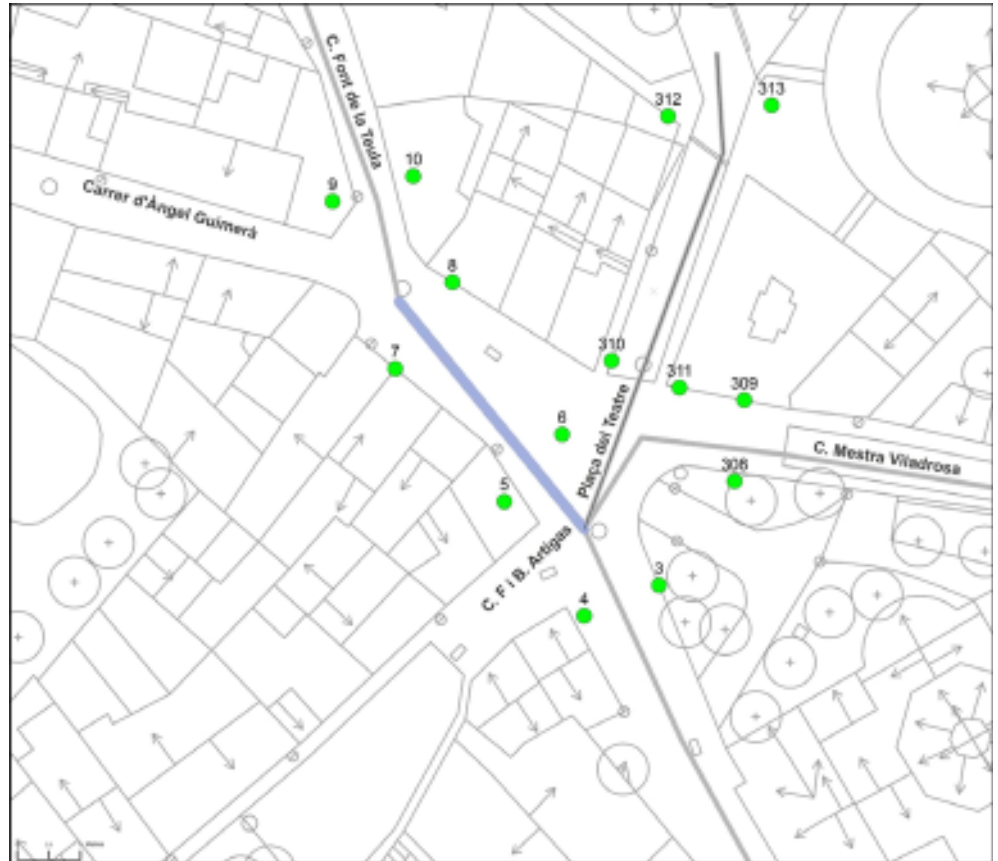 312
313
C. Font de la Teula
10
9
Carrer d'Àngel Guimerà
8
310
7
311
309
Plaça del Teatre
6
C. Mestra Viladrosa
308
5
C. F i B. Artigas
3
4